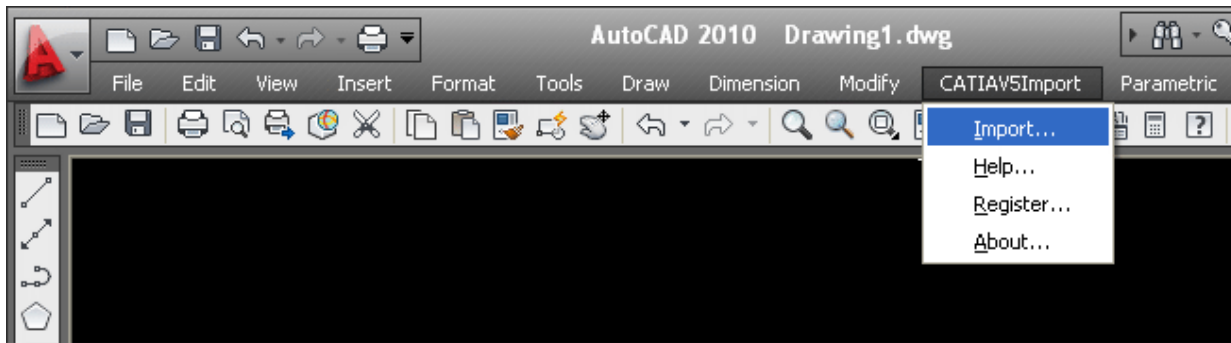 AutoCAD 2010 Drawing1.dwg
File Edit View Insert Format Tools Draw Dimension Modify CATIAV5Import Parametric
Import...
Help...
Register...
About...